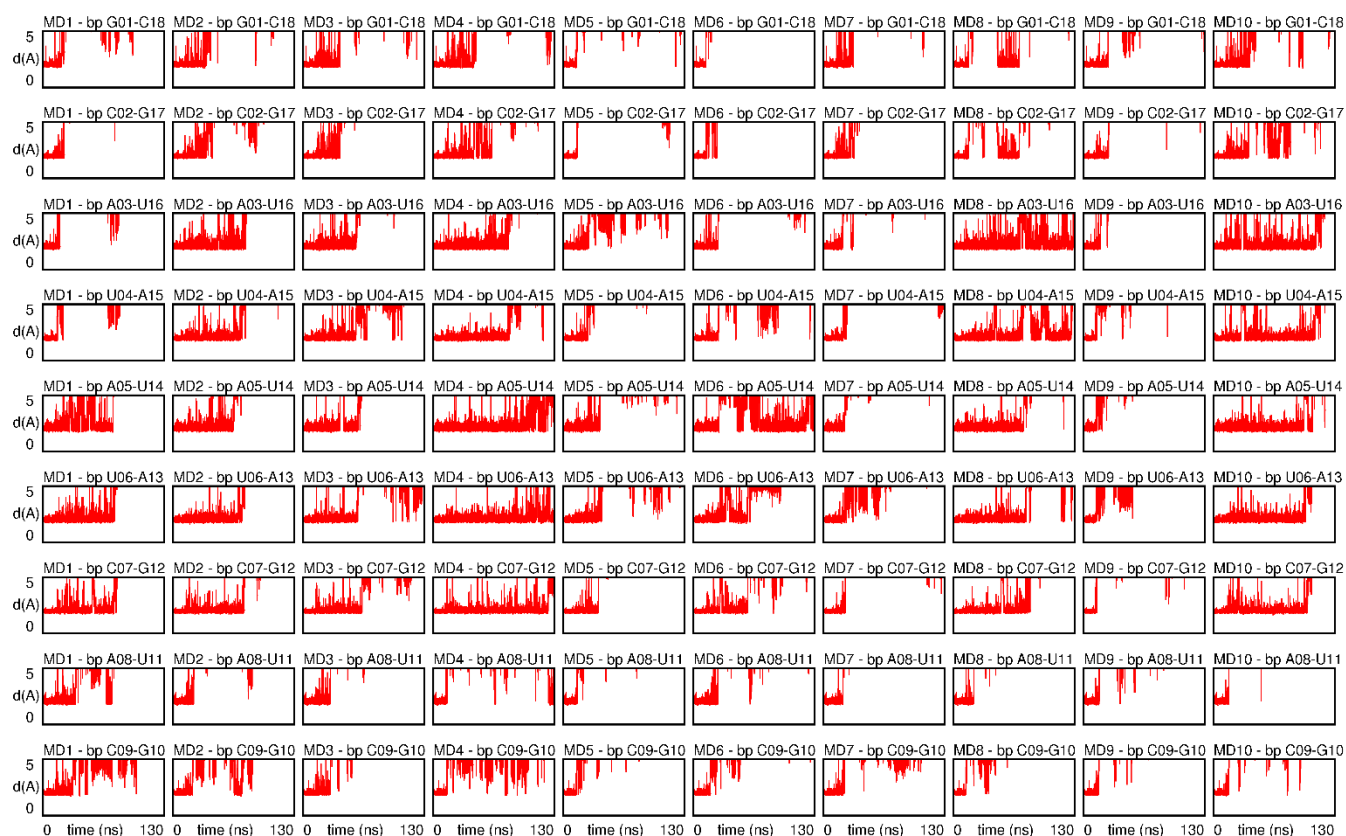 MD1 - bp G01-C18 MD2 - bp G01-C18 MD3 - bp G01-C18 MD4 - bp G01-C18 MD5 - bp G01-C18 MD6 - bp G01-C18 MD7 - bp G01-C18 MD8 - bp G01-C18 MD9 - bp G01-C18 MD10 - bp G01-C18
5
d(A)
0
MD1 - bp C02-G17 MD2 - bp C02-G17 MD3 - bp C02-G17 MD4 - bp C02-G17 MD5 - bp C02-G17 MD6 - bp C02-G17 MD7 - bp C02-G17 MD8 - bp C02-G17 MD9 - bp C02-G17 MD10 - bp C02-G17
5
d(A)
0
MD1 - bp A03-U16 MD2 - bp A03-U16 MD3 - bp A03-U16 MD4 - bp A03-U16 MD5 - bp A03-U16 MD6 - bp A03-U16 MD7 - bp A03-U16 MD8 - bp A03-U16 MD9 - bp A03-U16 MD10 - bp A03-U16
5
d(A)
0
MD1 - bp U04-A15 MD2 - bp U04-A15 MD3 - bp U04-A15 MD4 - bp U04-A15 MD5 - bp U04-A15 MD6 - bp U04-A15 MD7 - bp U04-A15 MD8 - bp U04-A15 MD9 - bp U04-A15 MD10 - bp U04-A15
5
d(A)
0
MD1 - bp A05-U14 MD2 - bp A05-U14 MD3 - bp A05-U14 MD4 - bp A05-U14 MD5 - bp A05-U14 MD6 - bp A05-U14 MD7 - bp A05-U14 MD8 - bp A05-U14 MD9 - bp A05-U14 MD10 - bp A05-U14
5
d(A)
0
MD1 - bp U06-A13 MD2 - bp U06-A13 MD3 - bp U06-A13 MD4 - bp U06-A13 MD5 - bp U06-A13 MD6 - bp U06-A13 MD7 - bp U06-A13 MD8 - bp U06-A13 MD9 - bp U06-A13 MD10 - bp U06-A13
5
d(A)
0
MD1 - bp C07-G12 MD2 - bp C07-G12 MD3 - bp C07-G12 MD4 - bp C07-G12 MD5 - bp C07-G12 MD6 - bp C07-G12 MD7 - bp C07-G12 MD8 - bp C07-G12 MD9 - bp C07-G12 MD10 - bp C07-G12
5
d(A)
0
MD1 - bp A08-U11 MD2 - bp A08-U11 MD3 - bp A08-U11 MD4 - bp A08-U11 MD5 - bp A08-U11 MD6 - bp A08-U11 MD7 - bp A08-U11 MD8 - bp A08-U11 MD9 - bp A08-U11 MD10 - bp A08-U11
5
d(A)
0
MD1 - bp C09-G10 MD2 - bp C09-G10 MD3 - bp C09-G10 MD4 - bp C09-G10 MD5 - bp C09-G10 MD6 - bp C09-G10 MD7 - bp C09-G10 MD8 - bp C09-G10 MD9 - bp C09-G10 MD10 - bp C09-G10
5
d(A)
0
0 time (ns) 130 0 time (ns) 130 0 time (ns) 130 0 time (ns) 130 0 time (ns) 130 0 time (ns) 130 0 time (ns) 130 0 time (ns) 130 0 time (ns) 130 0 time (ns) 130